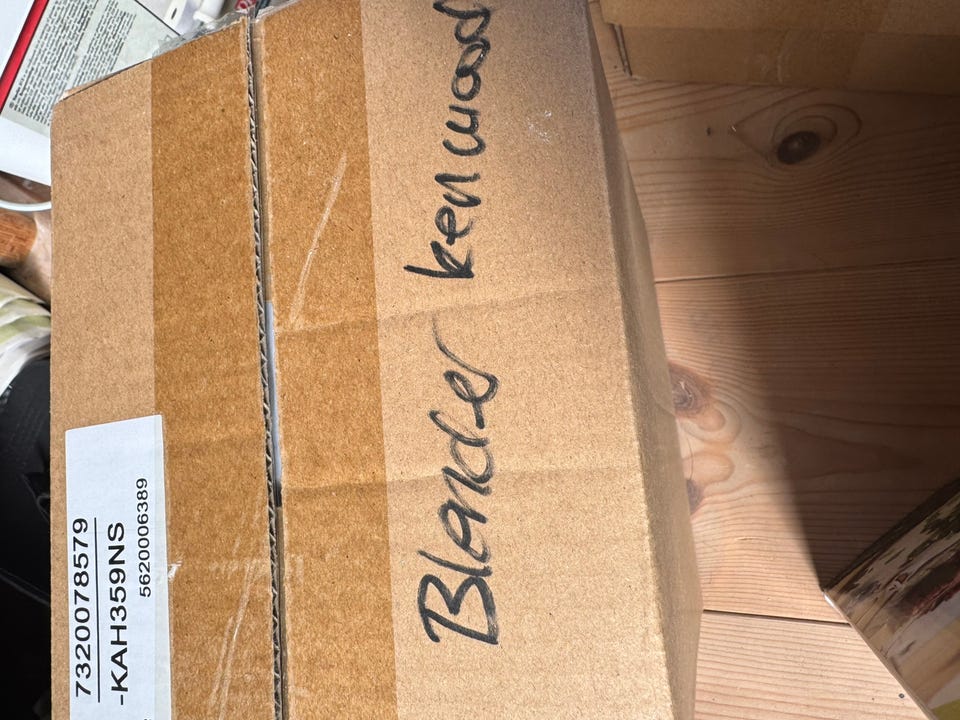 7320078579
-KAH359NS
5620006389
Blender kenwood